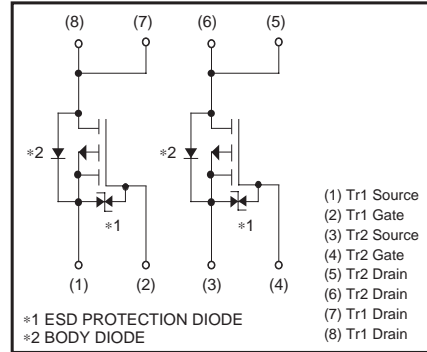 (8) (7) (6) (5)
∗2 ∗2
∗1 ∗1
(1) (2) (3) (4)
(1) Tr1 Source
(2) Tr1 Gate
(3) Tr2 Source
(4) Tr2 Gate
(5) Tr2 Drain
(6) Tr2 Drain
(7) Tr1 Drain
(8) Tr1 Drain
∗1 ESD PROTECTION DIODE
∗2 BODY DIODE